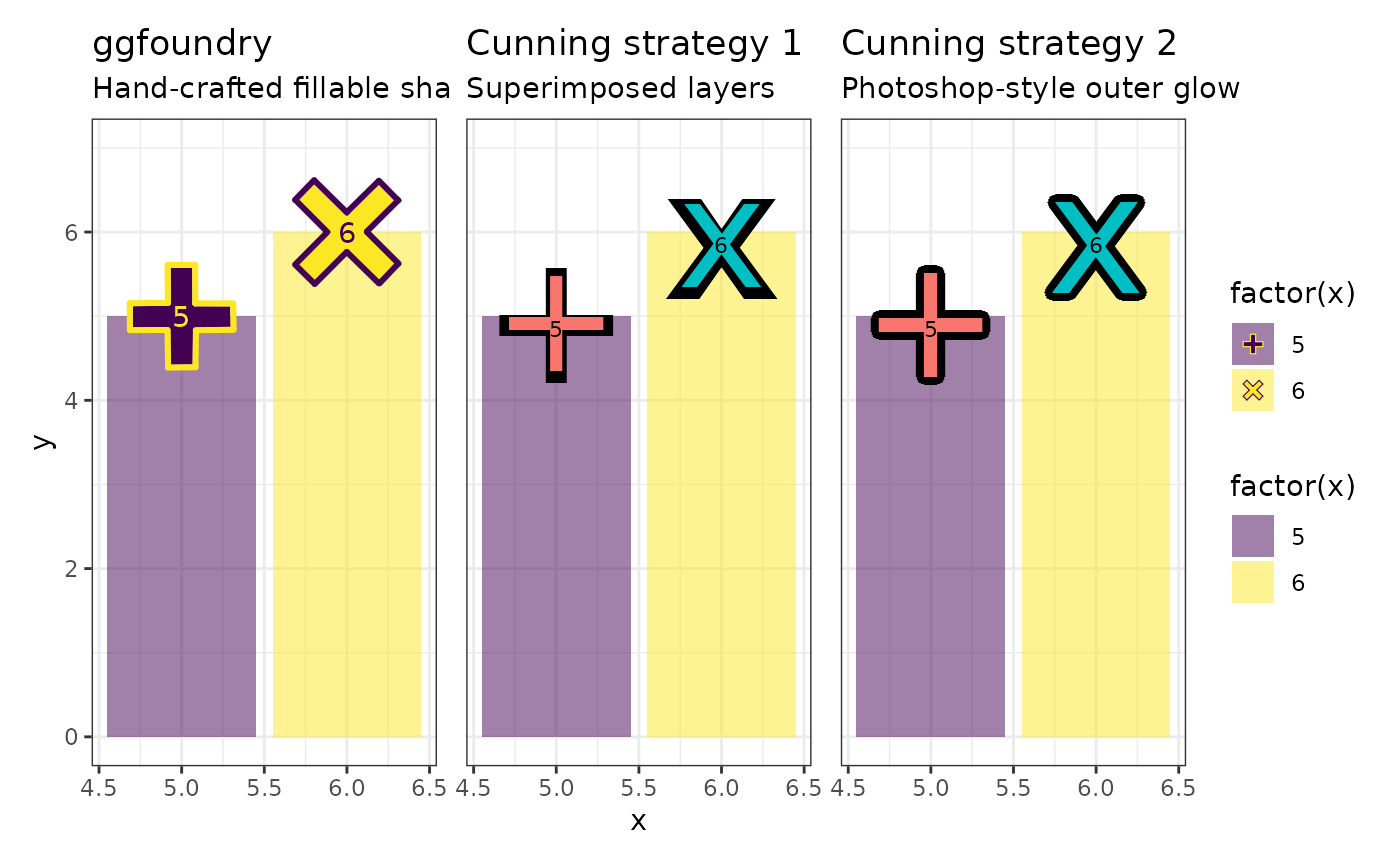 ggfoundry
Hand-crafted fillable sha
Cunning strategy 1
Superimposed layers
Cunning strategy 2
Photoshop-style outer glow
y
6
4
2
0
5
6
4.5 5.0 5.5 6.0 6.5
5
X
6
4.5 5.0 5.5 6.0 6.5
5
X
6
4.5 5.0 5.5 6.0 6.5
x
factor(x)
5
6
factor(x)
5
6